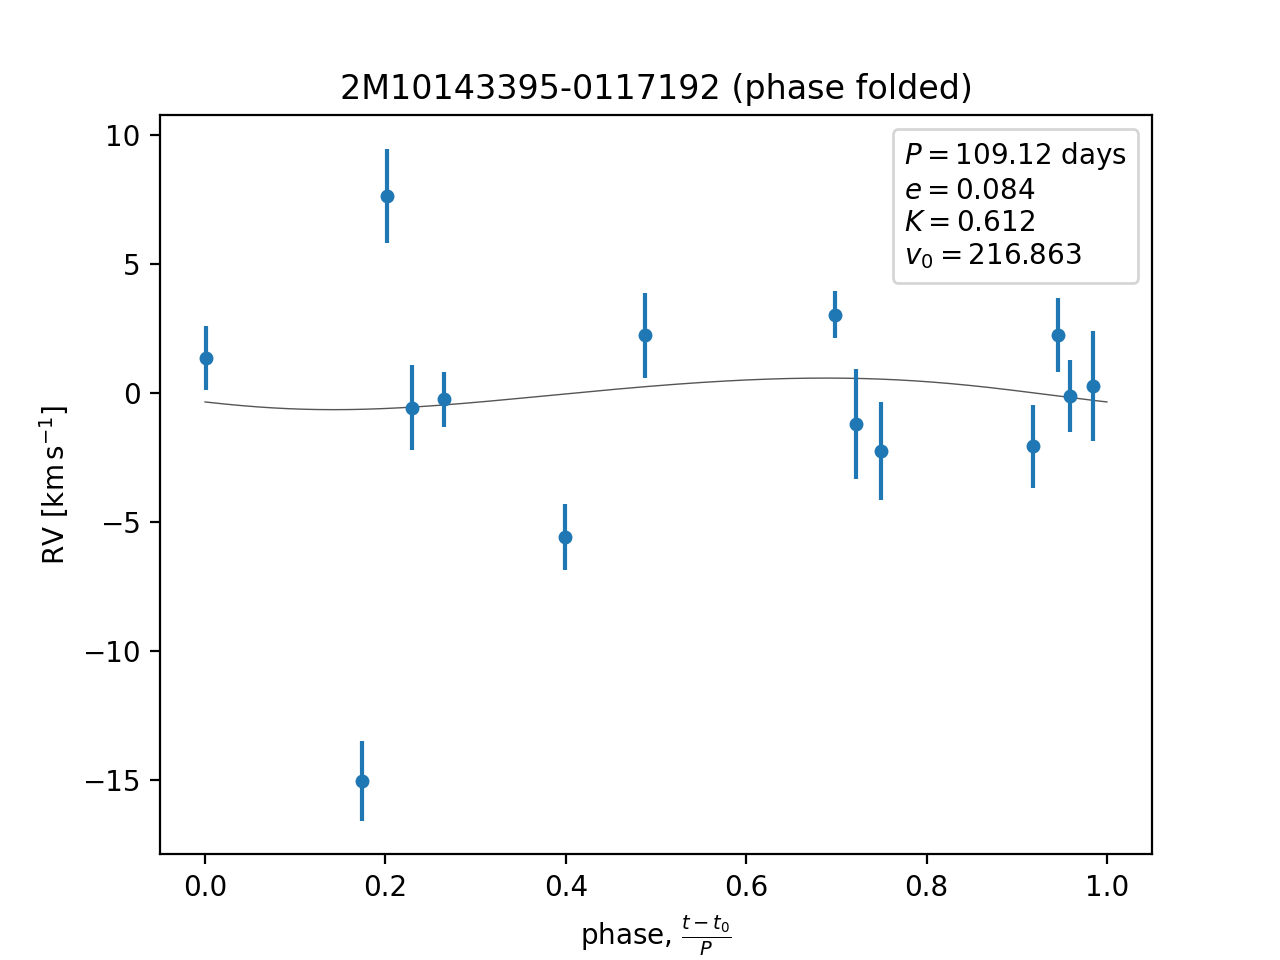 2M10143395-0117192 (phase folded)
P = 109.12 days
e = 0.084
K = 0.612
v₀ = 216.863
10
5
0
−5
−10
−15
RV [km s⁻¹]
0.0 0.2 0.4 0.6 0.8 1.0
phase, (t − t₀)/P